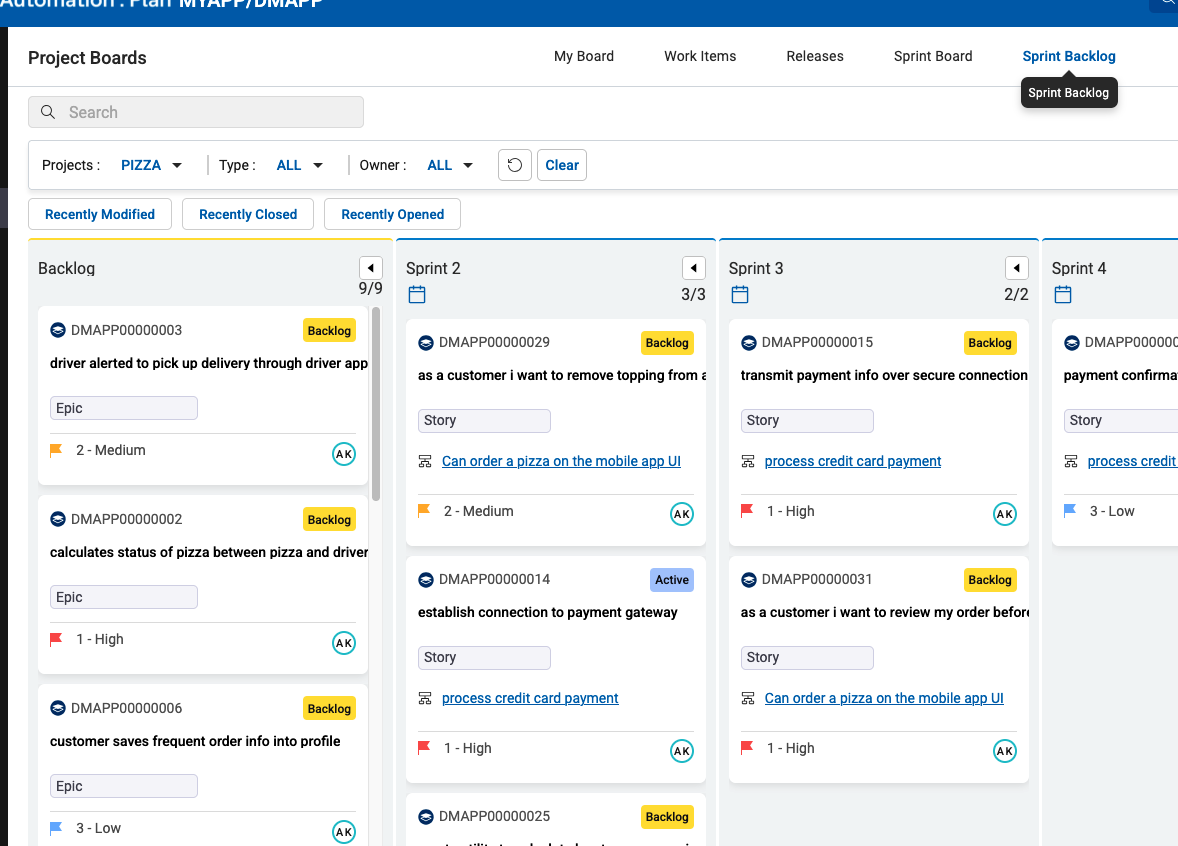 Automation : Plan MYAPP/DMAPP
Project Boards
My Board
Work Items
Releases
Sprint Board
Sprint Backlog
Sprint Backlog
Search
Projects : PIZZA
Type : ALL
Owner : ALL
Clear
Recently Modified
Recently Closed
Recently Opened
Backlog
9/9
DMAPP00000003
Backlog
driver alerted to pick up delivery through driver app
Epic
2 - Medium
AK
DMAPP00000002
Backlog
calculates status of pizza between pizza and driver
Epic
1 - High
AK
DMAPP00000006
Backlog
customer saves frequent order info into profile
Epic
3 - Low
AK
Sprint 2
3/3
DMAPP00000029
Backlog
as a customer i want to remove topping from a
Story
Can order a pizza on the mobile app UI
2 - Medium
AK
DMAPP00000014
Active
establish connection to payment gateway
Story
process credit card payment
1 - High
AK
DMAPP00000025
Backlog
Sprint 3
2/2
DMAPP00000015
Backlog
transmit payment info over secure connection
Story
process credit card payment
1 - High
AK
DMAPP00000031
Backlog
as a customer i want to review my order before
Story
Can order a pizza on the mobile app UI
1 - High
AK
Sprint 4
DMAPP000000
payment confirma
Story
process credit
3 - Low